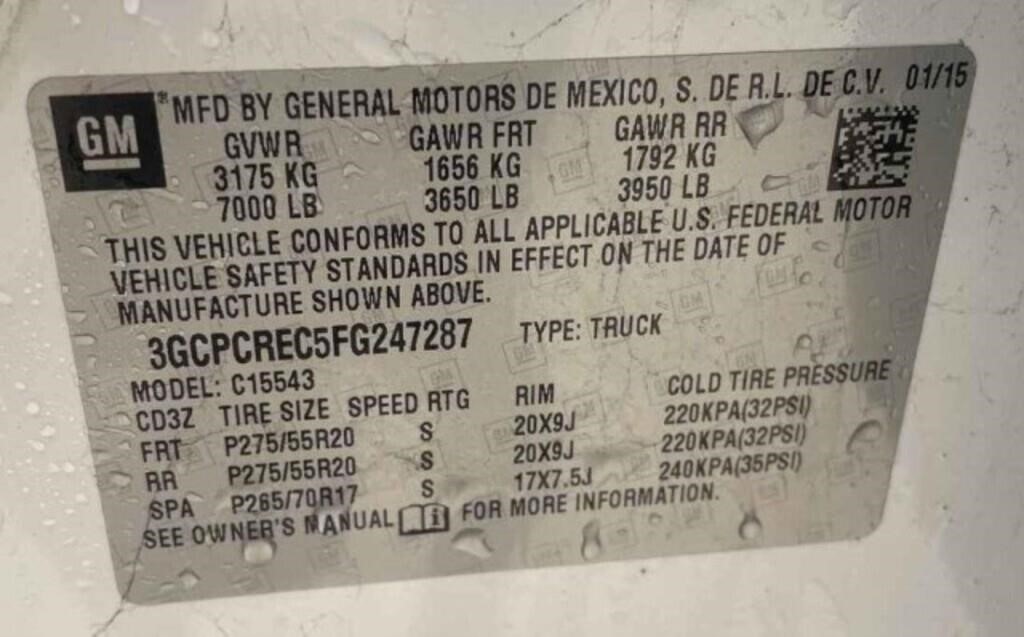 GM ®MFD BY GENERAL MOTORS DE MEXICO, S. DE R.L. DE C.V. 01/15
GVWR GAWR FRT GAWR RR
3175 KG 1656 KG 1792 KG
7000 LB 3650 LB 3950 LB
THIS VEHICLE CONFORMS TO ALL APPLICABLE U.S. FEDERAL MOTOR
VEHICLE SAFETY STANDARDS IN EFFECT ON THE DATE OF
MANUFACTURE SHOWN ABOVE.
3GCPCREC5FG247287 TYPE: TRUCK
MODEL: C15543
CD3Z TIRE SIZE SPEED RTG RIM COLD TIRE PRESSURE
FRT P275/55R20 S 20X9J 220KPA(32PSI)
RR P275/55R20 S 20X9J 220KPA(32PSI)
SPA P265/70R17 S 17X7.5J 240KPA(35PSI)
SEE OWNER'S MANUAL FOR MORE INFORMATION.